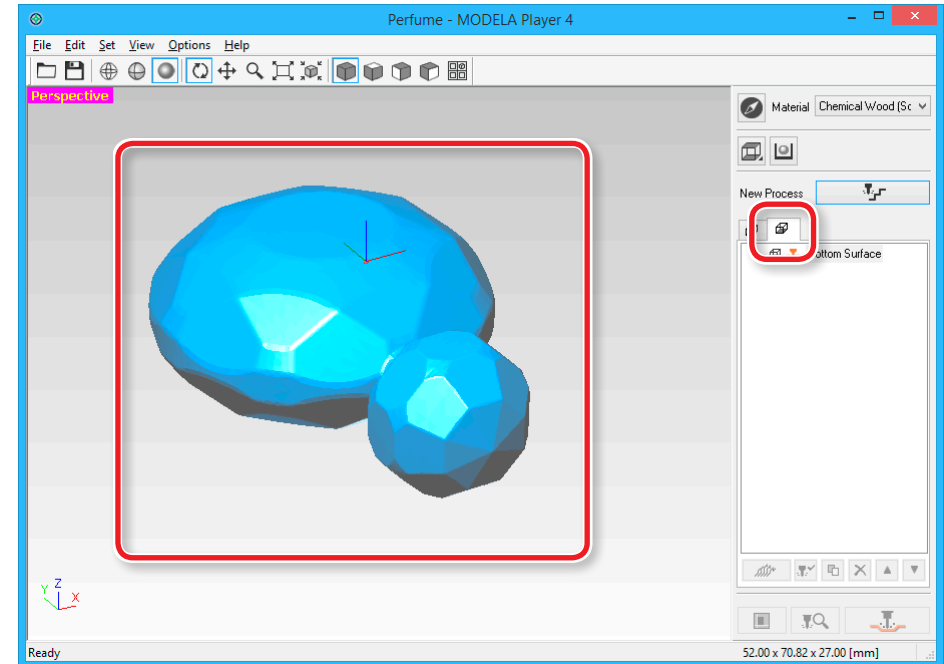 Perfume - MODELA Player 4
File Edit Set View Options Help
Perspective
Material Chemical Wood (Sc
New Process
ottom Surface
Z
Y
X
Ready
52.00 x 70.82 x 27.00 [mm]